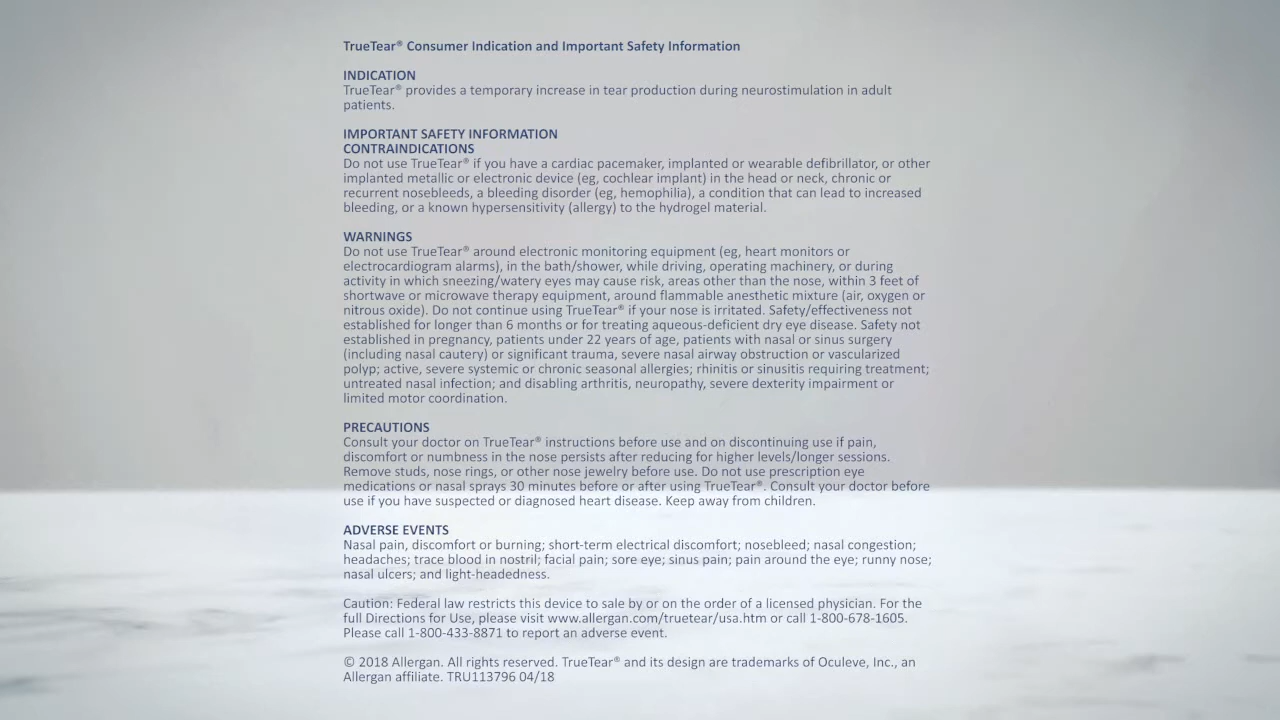 TrueTear® Consumer Indication and Important Safety Information
INDICATION
TrueTear® provides a temporary increase in tear production during neurostimulation in adult
patients.
IMPORTANT SAFETY INFORMATION
CONTRAINDICATIONS
Do not use TrueTear® if you have a cardiac pacemaker, implanted or wearable defibrillator, or other
implanted metallic or electronic device (eg, cochlear implant) in the head or neck, chronic or
recurrent nosebleeds, a bleeding disorder (eg, hemophilia), a condition that can lead to increased
bleeding, or a known hypersensitivity (allergy) to the hydrogel material.
WARNINGS
Do not use TrueTear® around electronic monitoring equipment (eg, heart monitors or
electrocardiogram alarms), in the bath/shower, while driving, operating machinery, or during
activity in which sneezing/watery eyes may cause risk, areas other than the nose, within 3 feet of
shortwave or microwave therapy equipment, around flammable anesthetic mixture (air, oxygen or
nitrous oxide). Do not continue using TrueTear® if your nose is irritated. Safety/effectiveness not
established for longer than 6 months or for treating aqueous-deficient dry eye disease. Safety not
established in pregnancy, patients under 22 years of age, patients with nasal or sinus surgery
(including nasal cautery) or significant trauma, severe nasal airway obstruction or vascularized
polyp; active, severe systemic or chronic seasonal allergies; rhinitis or sinusitis requiring treatment;
untreated nasal infection; and disabling arthritis, neuropathy, severe dexterity impairment or
limited motor coordination.
PRECAUTIONS
Consult your doctor on TrueTear® instructions before use and on discontinuing use if pain,
discomfort or numbness in the nose persists after reducing for higher levels/longer sessions.
Remove studs, nose rings, or other nose jewelry before use. Do not use prescription eye
medications or nasal sprays 30 minutes before or after using TrueTear®. Consult your doctor before
use if you have suspected or diagnosed heart disease. Keep away from children.
ADVERSE EVENTS
Nasal pain, discomfort or burning; short-term electrical discomfort; nosebleed; nasal congestion;
headaches; trace blood in nostril; facial pain; sore eye; sinus pain; pain around the eye; runny nose;
nasal ulcers; and light-headedness.
Caution: Federal law restricts this device to sale by or on the order of a licensed physician. For the
full Directions for Use, please visit www.allergan.com/truetear/usa.htm or call 1-800-678-1605.
Please call 1-800-433-8871 to report an adverse event.
© 2018 Allergan. All rights reserved. TrueTear® and its design are trademarks of Oculeve, Inc., an
Allergan affiliate. TRU113796 04/18